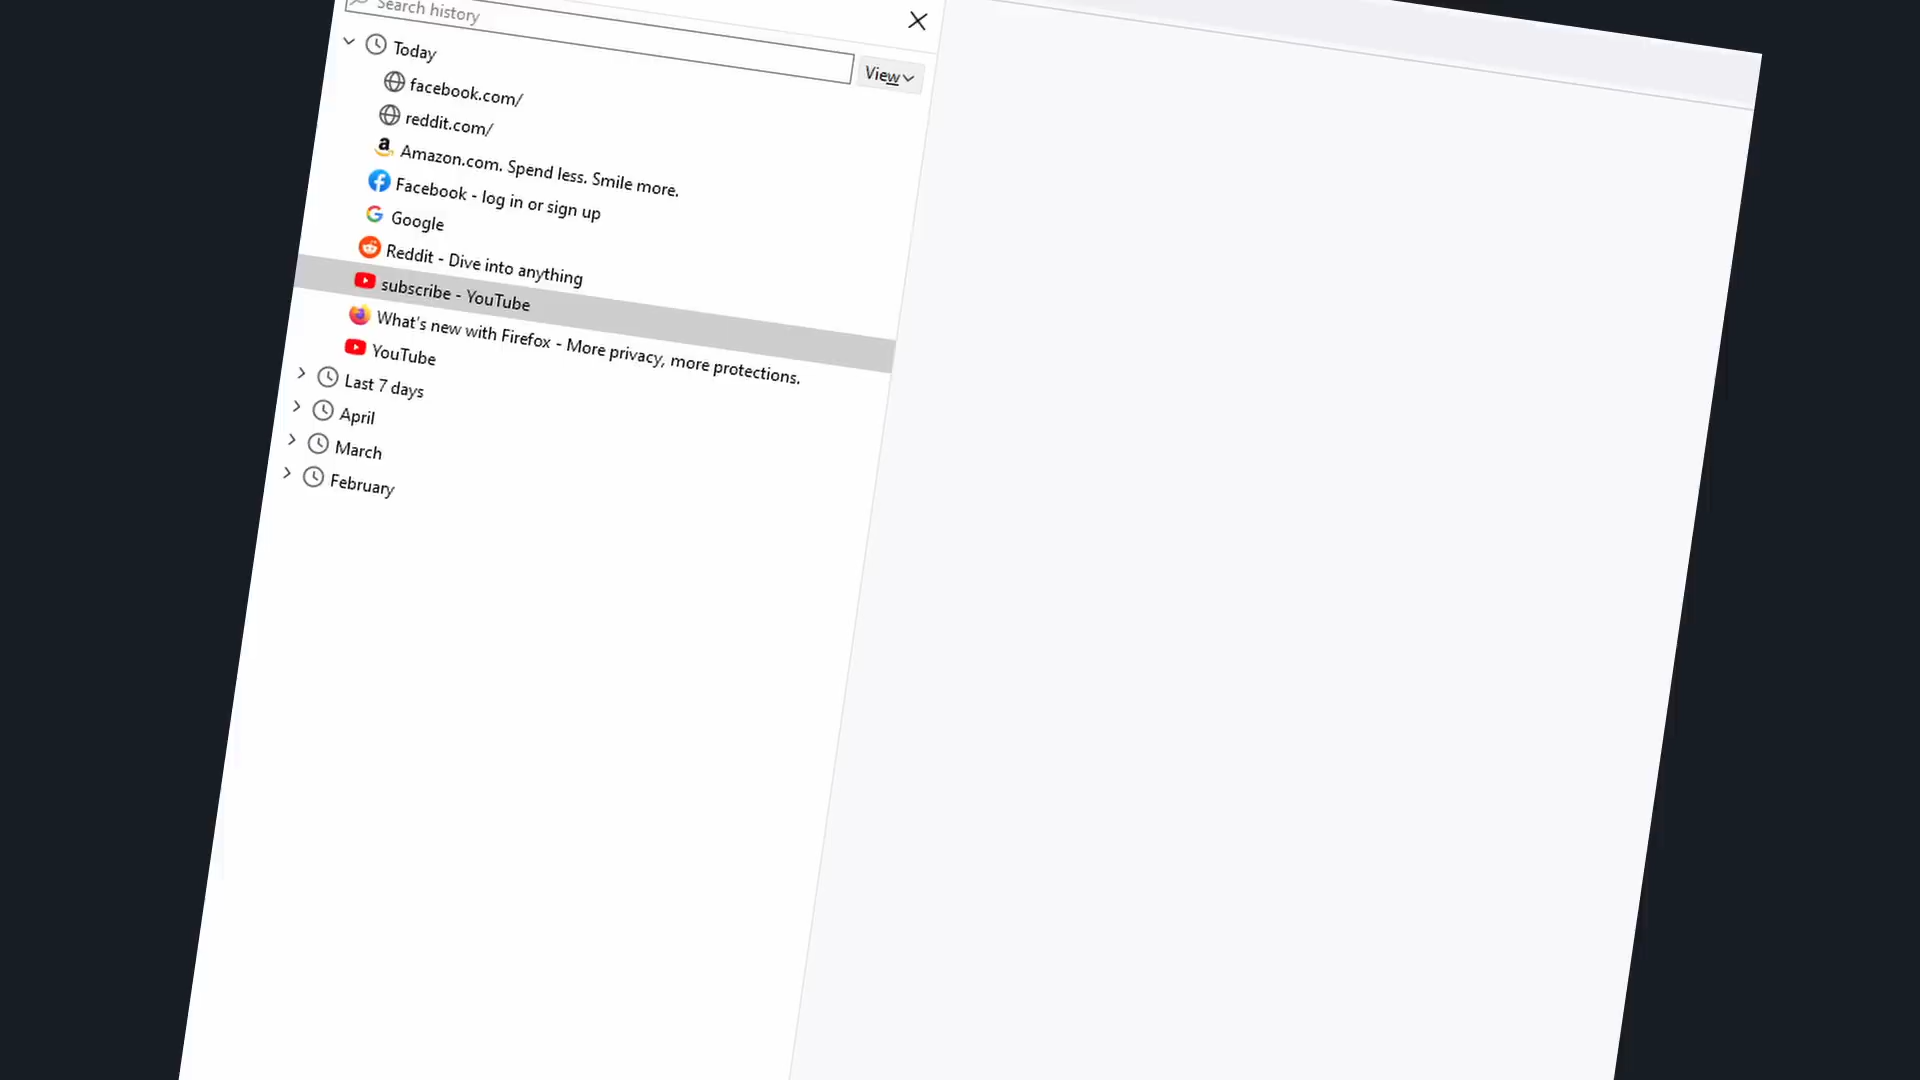 Search history
View
Today
facebook.com/
reddit.com/
Amazon.com. Spend less. Smile more.
Facebook - log in or sign up
Google
Reddit - Dive into anything
subscribe - YouTube
What's new with Firefox - More privacy, more protections.
YouTube
Last 7 days
April
March
February